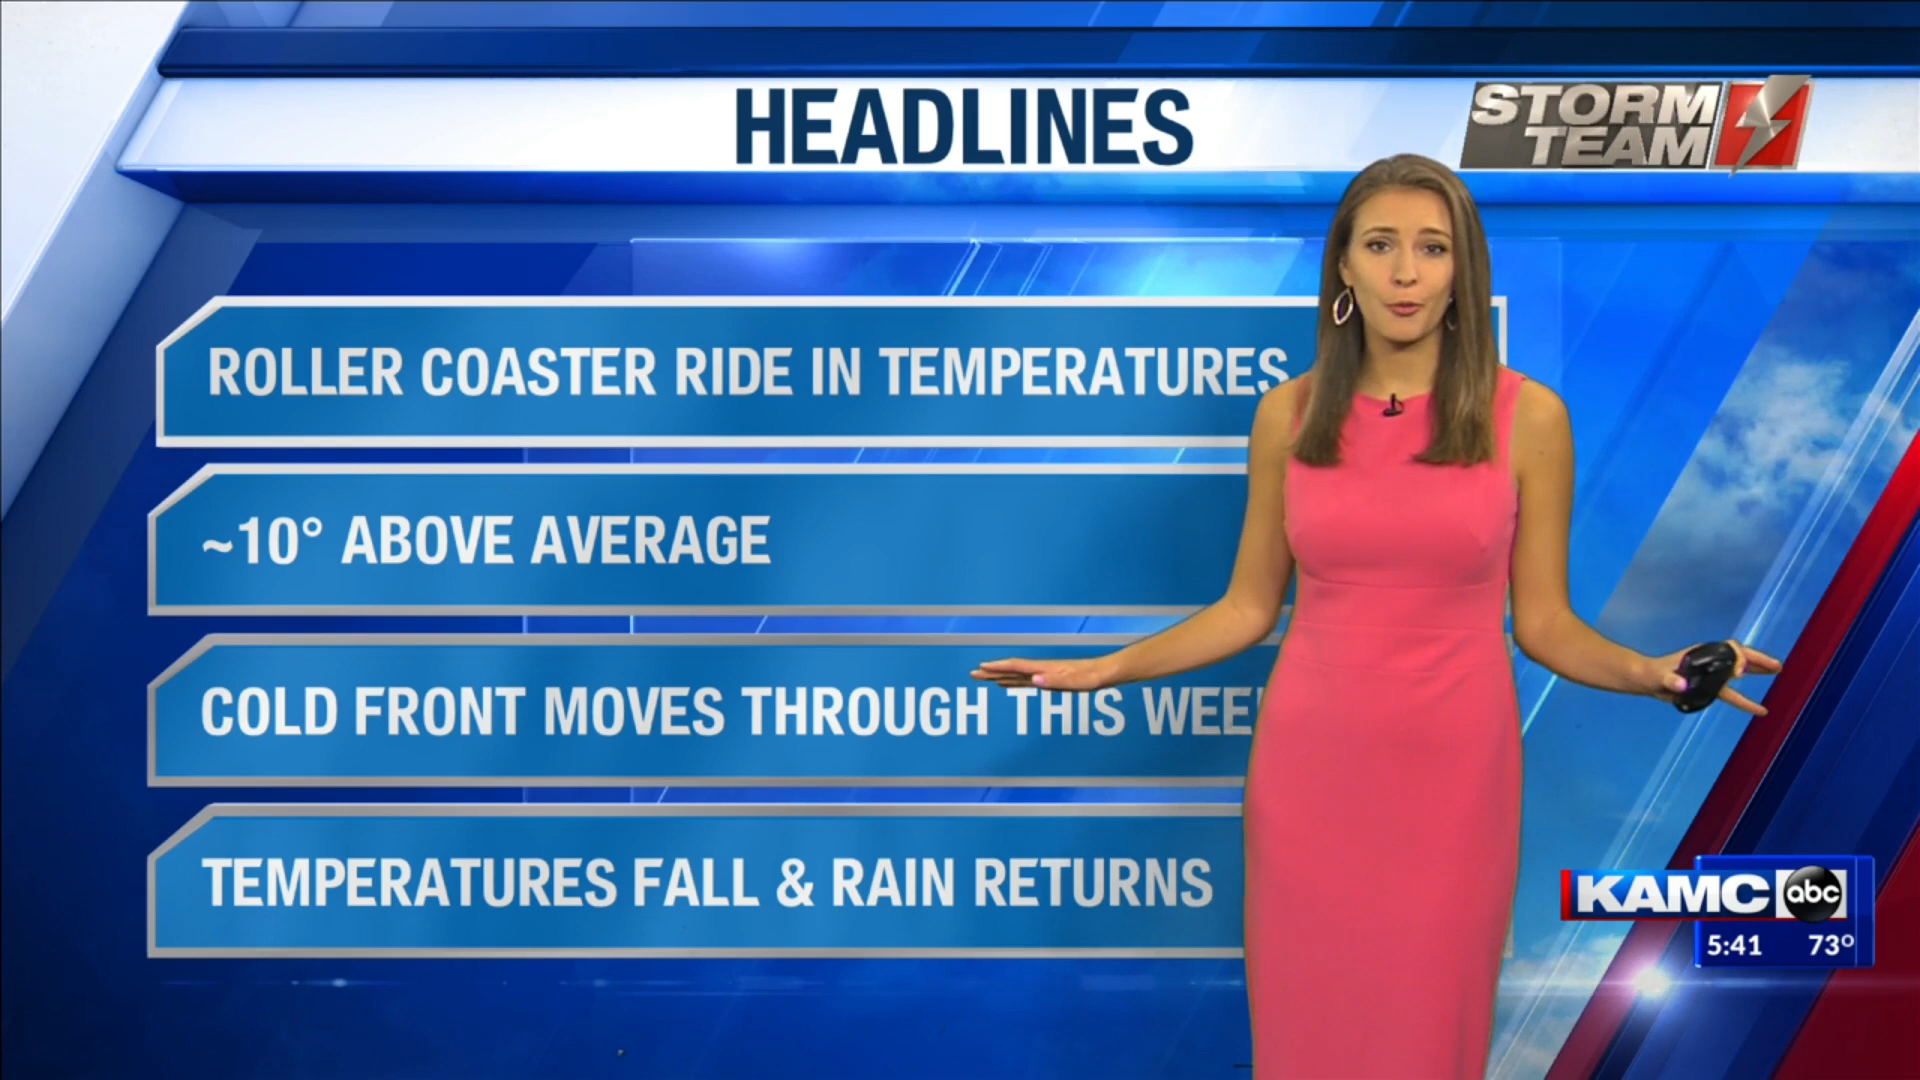 HEADLINES
STORM
TEAM
ROLLER COASTER RIDE IN TEMPERATURES
~10° ABOVE AVERAGE
COLD FRONT MOVES THROUGH THIS
TEMPERATURES FALL & RAIN RETURNS
KAMC abc
5:41 73°